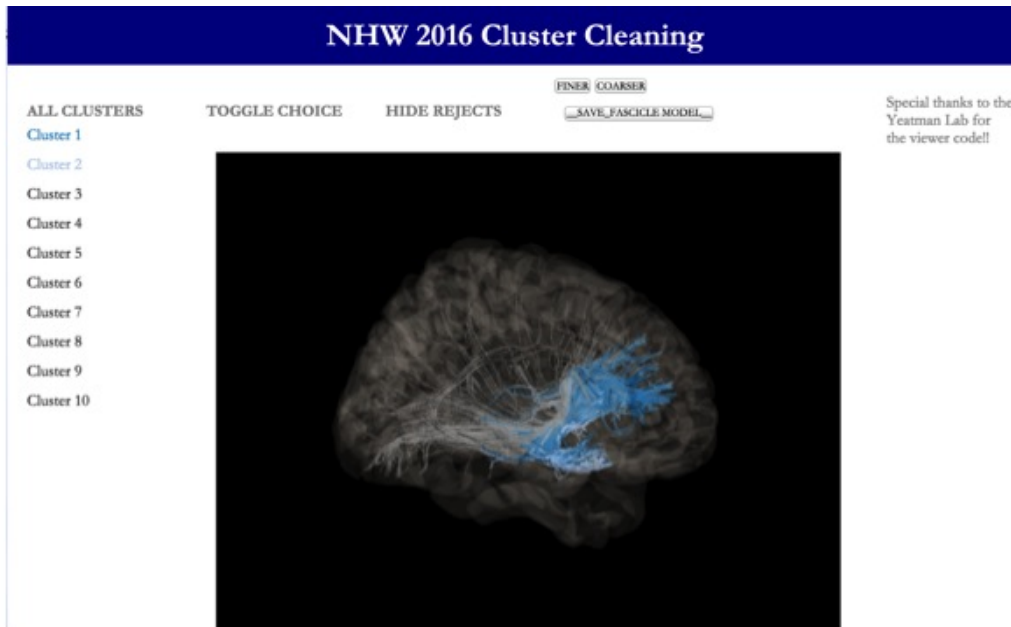 NHW 2016 Cluster Cleaning
FINER COARSER
ALL CLUSTERS TOGGLE CHOICE HIDE REJECTS __SAVE_FASCICLE MODEL__
Special thanks to the
Yeatman Lab for
the viewer code!!
Cluster 1
Cluster 2
Cluster 3
Cluster 4
Cluster 5
Cluster 6
Cluster 7
Cluster 8
Cluster 9
Cluster 10